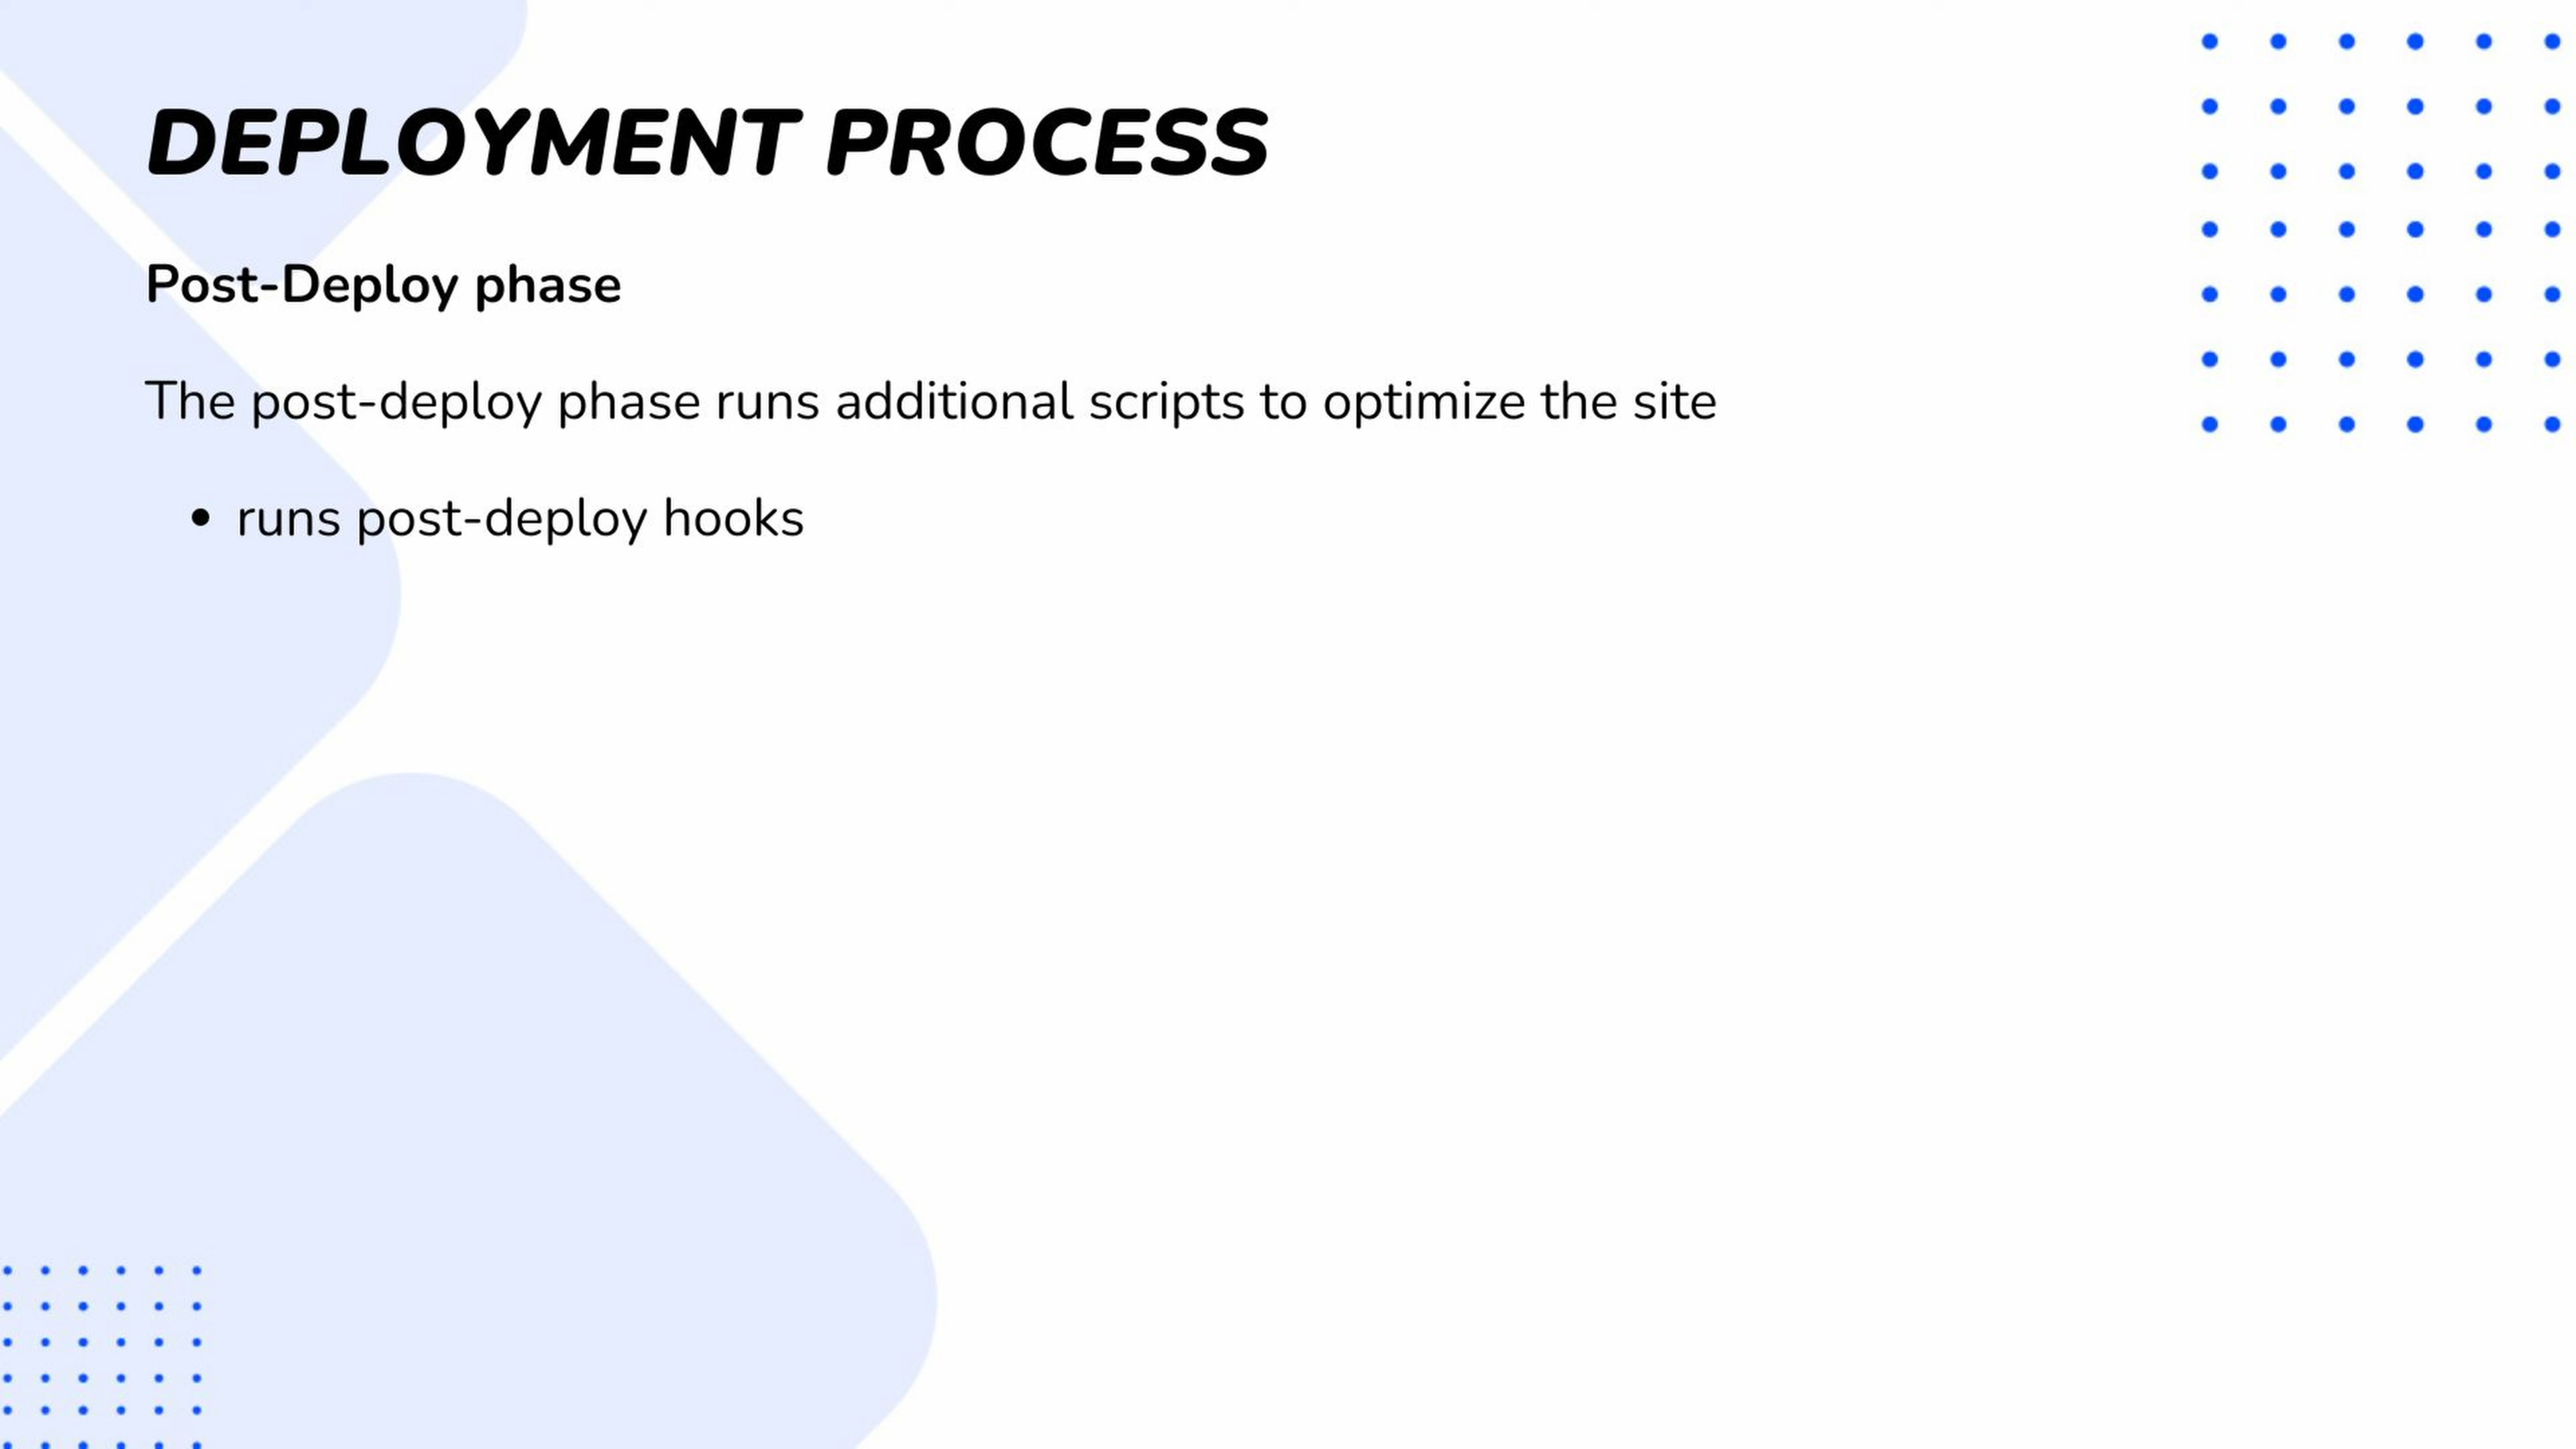 DEPLOYMENT PROCESS
Post-Deploy phase
The post-deploy phase runs additional scripts to optimize the site
• runs post-deploy hooks